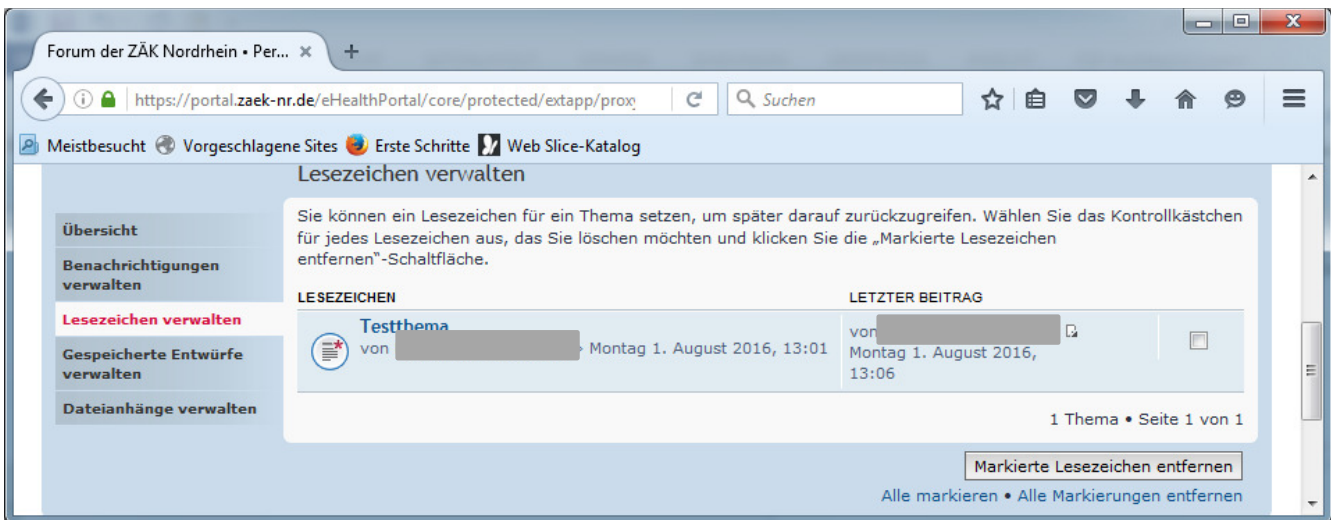 Forum der ZÄK Nordrhein • Per...
https://portal.zaek-nr.de/eHealthPortal/core/protected/extapp/proxy
Suchen
Meistbesucht Vorgeschlagene Sites Erste Schritte Web Slice-Katalog
Lesezeichen verwalten
Übersicht
Benachrichtigungen
verwalten
Lesezeichen verwalten
Gespeicherte Entwürfe
verwalten
Dateianhänge verwalten
Sie können ein Lesezeichen für ein Thema setzen, um später darauf zurückzugreifen. Wählen Sie das Kontrollkästchen
für jedes Lesezeichen aus, das Sie löschen möchten und klicken Sie die „Markierte Lesezeichen
entfernen“-Schaltfläche.
LESEZEICHEN LETZTER BEITRAG
Testthema
von » Montag 1. August 2016, 13:01
von
Montag 1. August 2016,
13:06
1 Thema • Seite 1 von 1
Markierte Lesezeichen entfernen
Alle markieren • Alle Markierungen entfernen